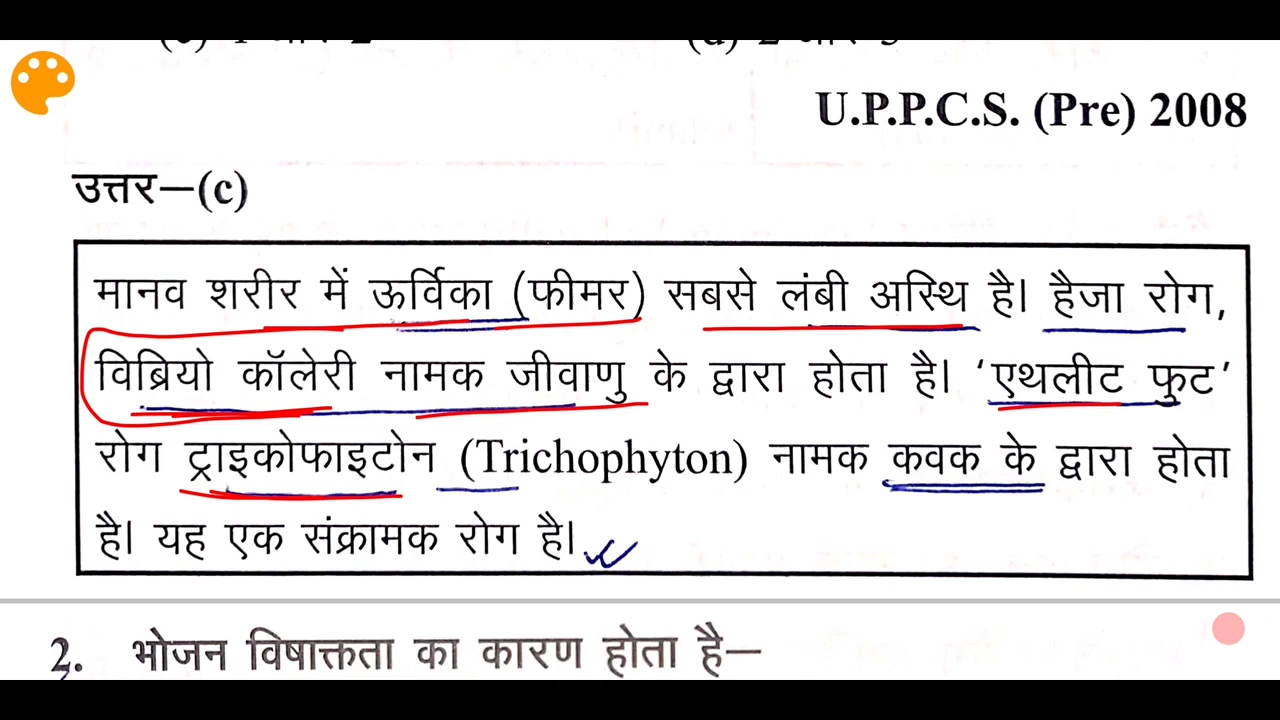 U.P.P.C.S. (Pre) 2008
उत्तर—(c)
मानव शरीर में ऊर्विका (फीमर) सबसे लंबी अस्थि है। हैजा रोग,
विब्रियो कॉलेरी नामक जीवाणु के द्वारा होता है। ‘एथलीट फुट’
रोग ट्राइकोफाइटोन (Trichophyton) नामक कवक के द्वारा होता
है। यह एक संक्रामक रोग है।
2. भोजन विषाक्तता का कारण होता है—